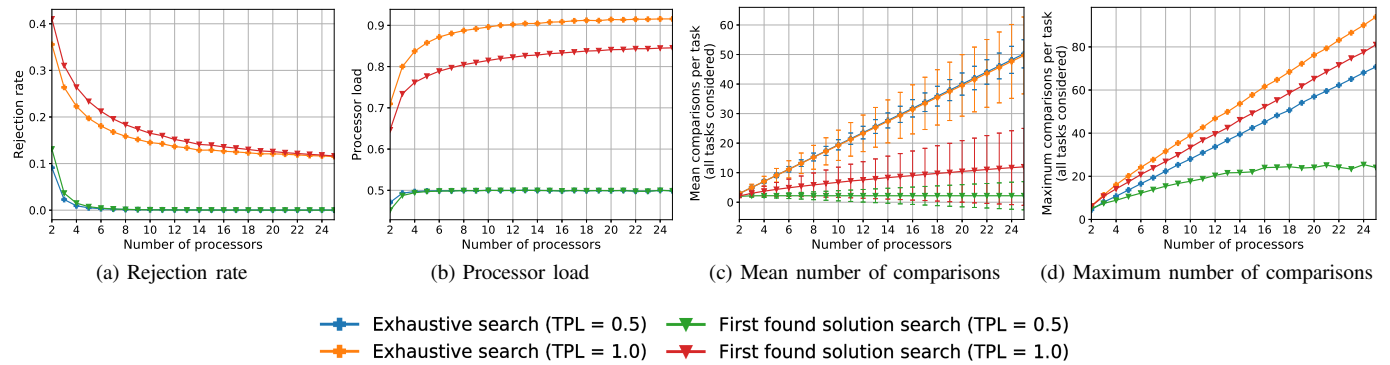 Rejection rate
0.4
0.3
0.2
0.1
0.0
2 4 6 8 10 12 14 16 18 20 22 24
Number of processors
(a) Rejection rate
Processor load
0.9
0.8
0.7
0.6
0.5
2 4 6 8 10 12 14 16 18 20 22 24
Number of processors
(b) Processor load
Mean number comparisons per task
(all tasks considered)
60
50
40
30
20
10
0
2 4 6 8 10 12 14 16 18 20 22 24
Number of processors
(c) Mean number of comparisons
Maximum comparisons per task
(all tasks considered)
80
60
40
20
0
2 4 6 8 10 12 14 16 18 20 22 24
Number of processors
(d) Maximum number of comparisons
Exhaustive search (TPL = 0.5)
Exhaustive search (TPL = 1.0)
First found solution search (TPL = 0.5)
First found solution search (TPL = 1.0)